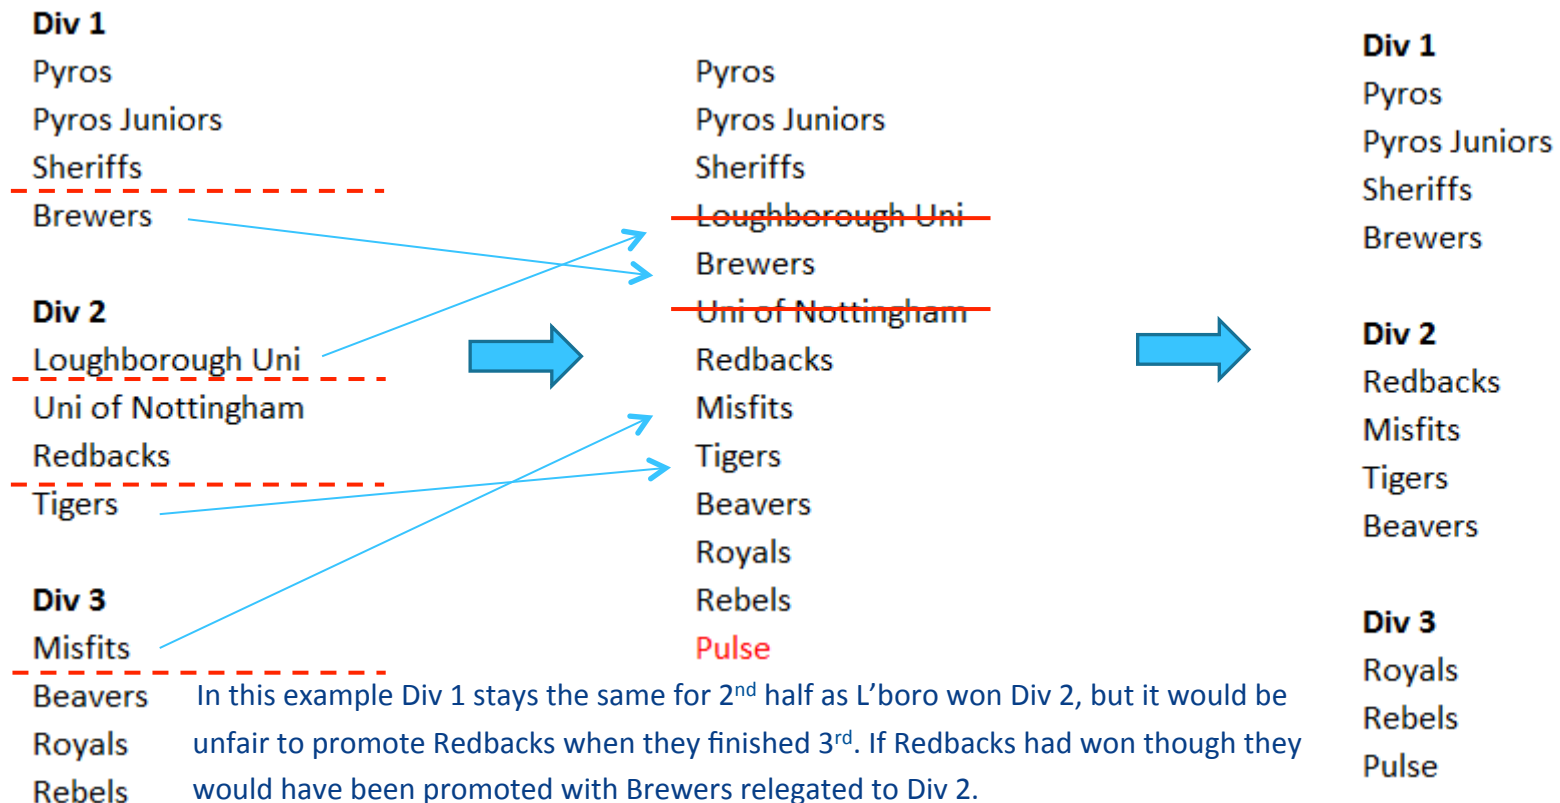 Div 1
Pyros
Pyros Juniors
Sheriffs
Brewers
Div 2
Loughborough Uni
Uni of Nottingham
Redbacks
Tigers
Div 3
Misfits
Beavers
Royals
Rebels
Pyros
Pyros Juniors
Sheriffs
Loughborough Uni
Brewers
Uni of Nottingham
Redbacks
Misfits
Tigers
Beavers
Royals
Rebels
Pulse
Div 1
Pyros
Pyros Juniors
Sheriffs
Brewers
Div 2
Redbacks
Misfits
Tigers
Beavers
Div 3
Royals
Rebels
Pulse
In this example Div 1 stays the same for 2nd half as L’boro won Div 2, but it would be
unfair to promote Redbacks when they finished 3rd. If Redbacks had won though they
would have been promoted with Brewers relegated to Div 2.